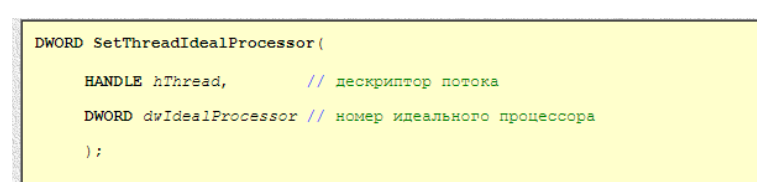 DWORD SetThreadIdealProcessor(
HANDLE hThread, // дескриптор потока
DWORD dwIdealProcessor // номер идеального процессора
);